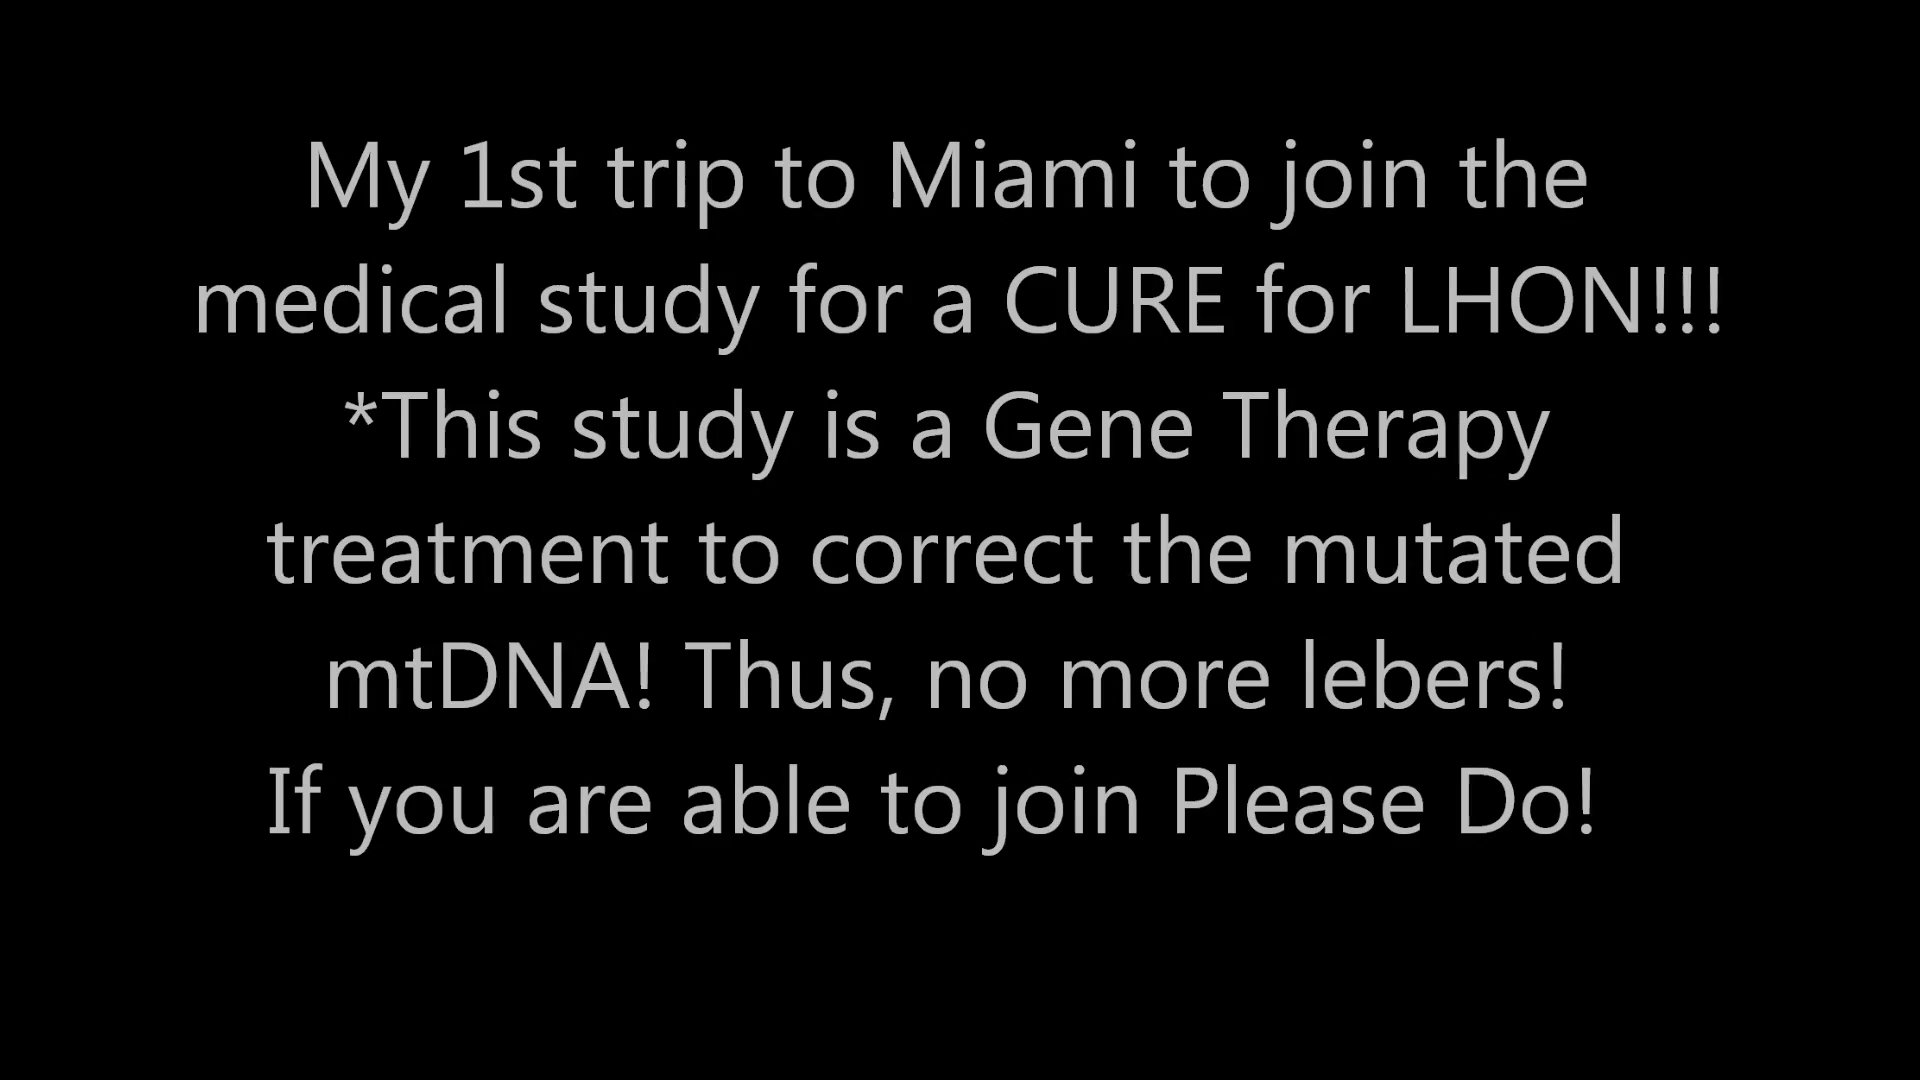 My 1st trip to Miami to join the
medical study for a CURE for LHON!!!
*This study is a Gene Therapy
treatment to correct the mutated
mtDNA! Thus, no more lebers!
If you are able to join Please Do!